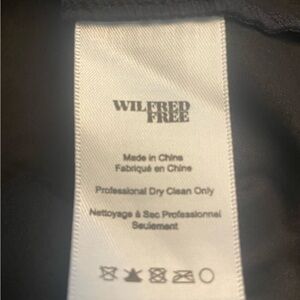 WILFRED
FREE
Made in China
Fabriqué en Chine
Professional Dry Clean Only
Nettoyage à Sec Professionnel
Seulement